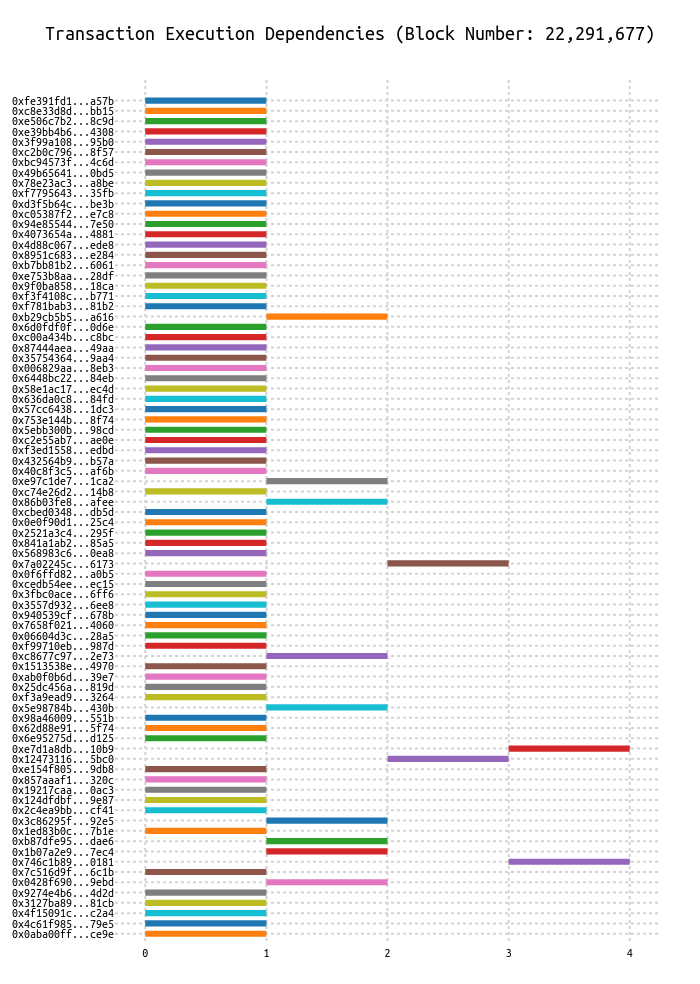 Transaction Execution Dependencies (Block Number: 22,291,677)
0xfe391fd1...a57b
0xc8e33d8d...bb15
0xe506c7b2...8c9d
0xe39bb4b6...4308
0x3f99a108...95b0
0xc2b0c796...8f57
0xbc94573f...4c6d
0x49b65641...0bd5
0x78e23ac3...a8be
0xf7795643...35fb
0xd3f5b64c...be3b
0xc05387f2...e7c8
0x94e85544...7e50
0x4073654a...4881
0x4d88c067...ede8
0x8951c683...e284
0xb7bb81b2...6061
0xe753b8aa...28df
0x9f0ba858...18ca
0xf3f4108c...b771
0xf781bab3...81b2
0xb29cb5b5...a616
0x6d0fdf0f...0d6e
0xc00a434b...c8bc
0x87444aea...49aa
0x35754364...9aa4
0x006829aa...8eb3
0x6448bc22...84eb
0x58e1ac17...ec4d
0x636da0c8...84fd
0x57cc6438...1dc3
0x753e144b...8f74
0x5ebb300b...98cd
0xc2e55ab7...ae0e
0xf3ed1558...edbd
0x432564b9...b57a
0x40c8f3c5...af6b
0xe97c1de7...1ca2
0xc74e26d2...14b8
0x86b03fe8...afee
0xcbed0348...db5d
0x0e0f90d1...25c4
0x2521a3c4...295f
0x841a1ab2...85a5
0x568983c6...0ea8
0x7a02245c...6173
0x0f6ffd82...a0b5
0xcedb54ee...ec15
0x3fbc0ace...6ff6
0x3557d932...6ee8
0x940539cf...678b
0x7658f021...4060
0x06604d3c...28a5
0xf99710eb...987d
0xc8677c97...2e73
0x1513538e...4970
0xab0f0b6d...39e7
0x25dc456a...819d
0xf3a9ead9...3264
0x5e98784b...430b
0x98a46009...551b
0x62d88e91...5f74
0x6e95275d...d125
0xe7d1a8db...10b9
0x12473116...5bc0
0xe154f805...9db8
0x857aaaf1...320c
0x19217caa...0ac3
0x124dfdbf...9e87
0x2c4ea9bb...cf41
0x3c86295f...92e5
0x1ed83b0c...7b1e
0xb87dfe95...dae6
0x1b07a2e9...7ec4
0x746c1b89...0181
0x7c516d9f...6c1b
0x0428f690...9ebd
0x9274e4b6...4d2d
0x3127ba89...81cb
0x4f15091c...c2a4
0x4c61f985...79e5
0x0aba00ff...ce9e
0 1 2 3 4